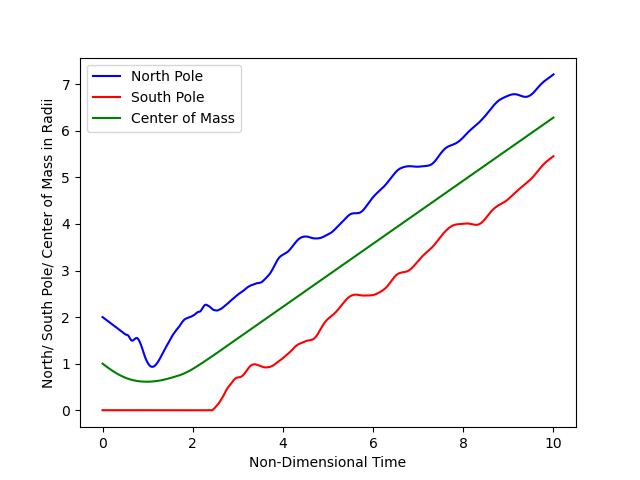 North Pole
South Pole
Center of Mass
North/ South Pole/ Center of Mass in Radii
7
6
5
4
3
2
1
0
0 2 4 6 8 10
Non-Dimensional Time